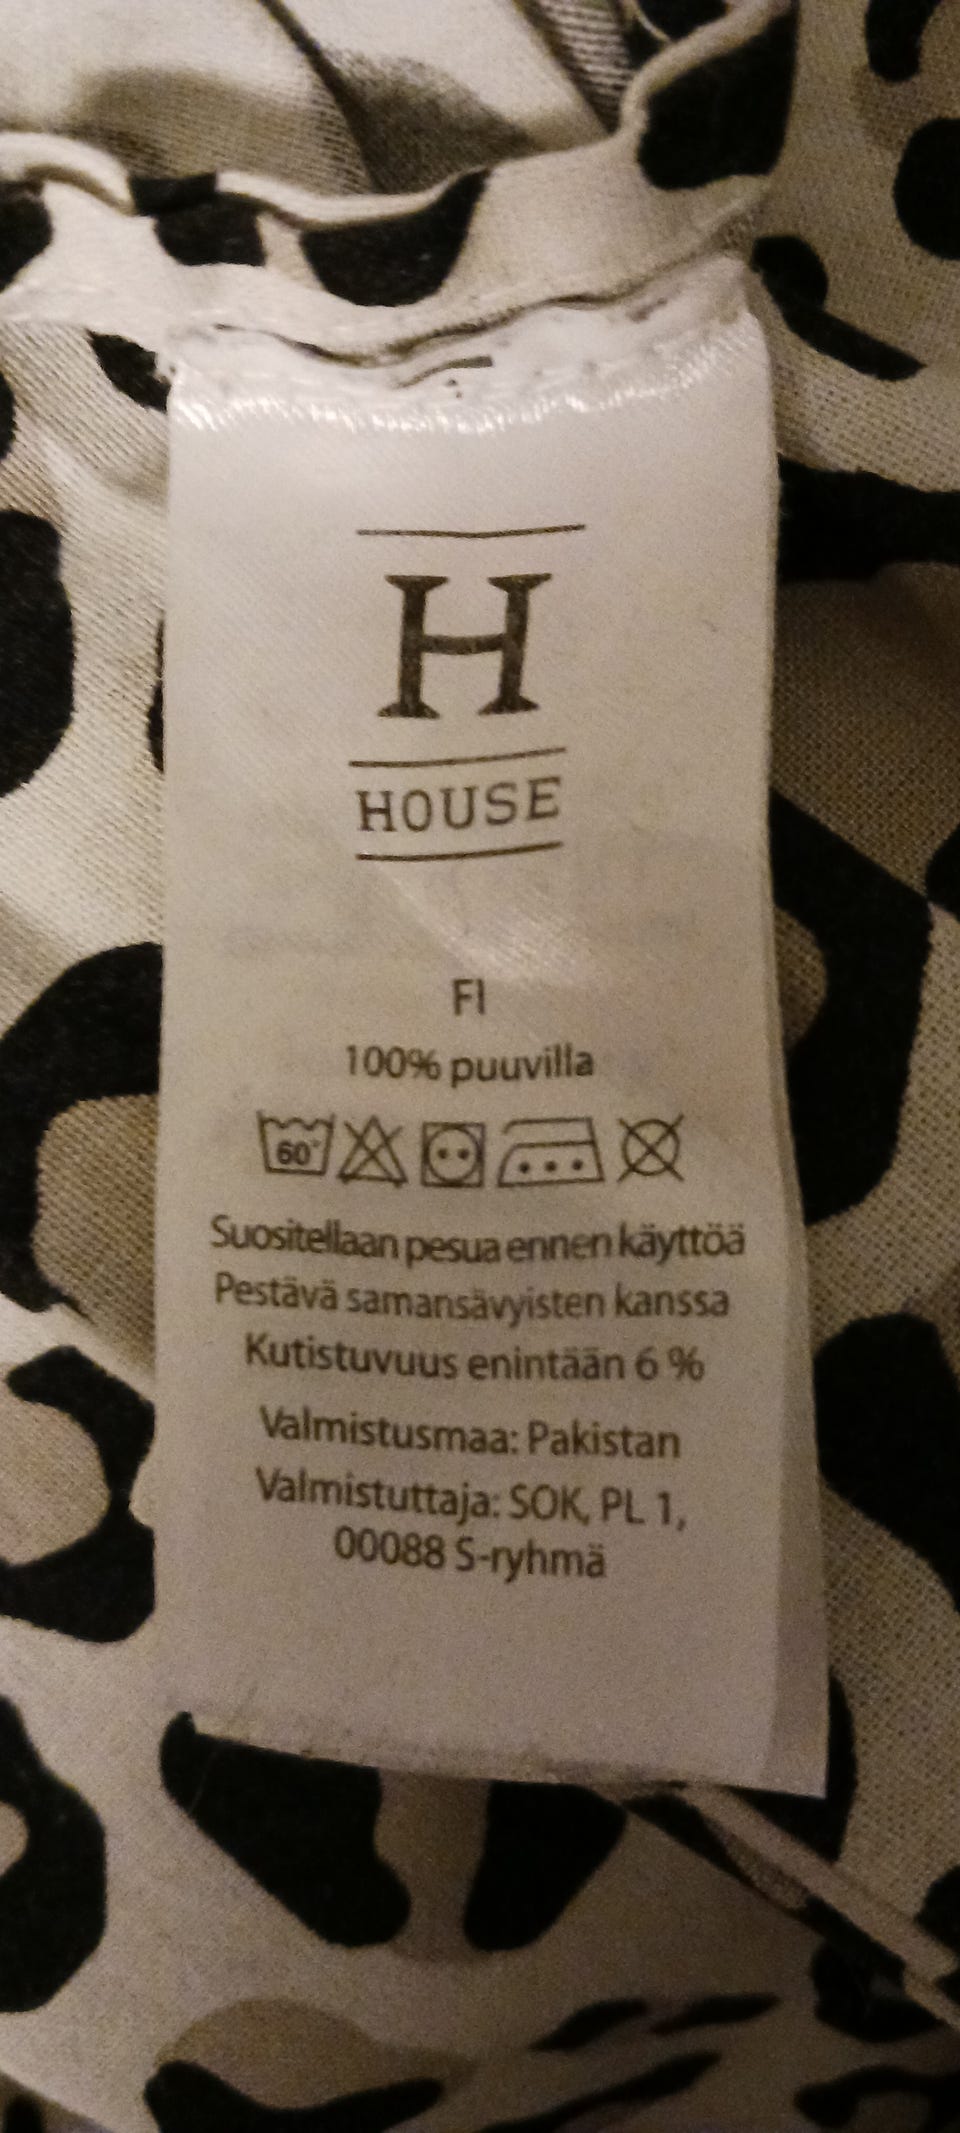 H
HOUSE
FI
100% puuvilla
60°
Suositellaan pesua ennen käyttöä
Pestävä samansävyisten kanssa
Kutistuvuus enintään 6 %
Valmistusmaa: Pakistan
Valmistuttaja: SOK, PL 1,
00088 S-ryhmä